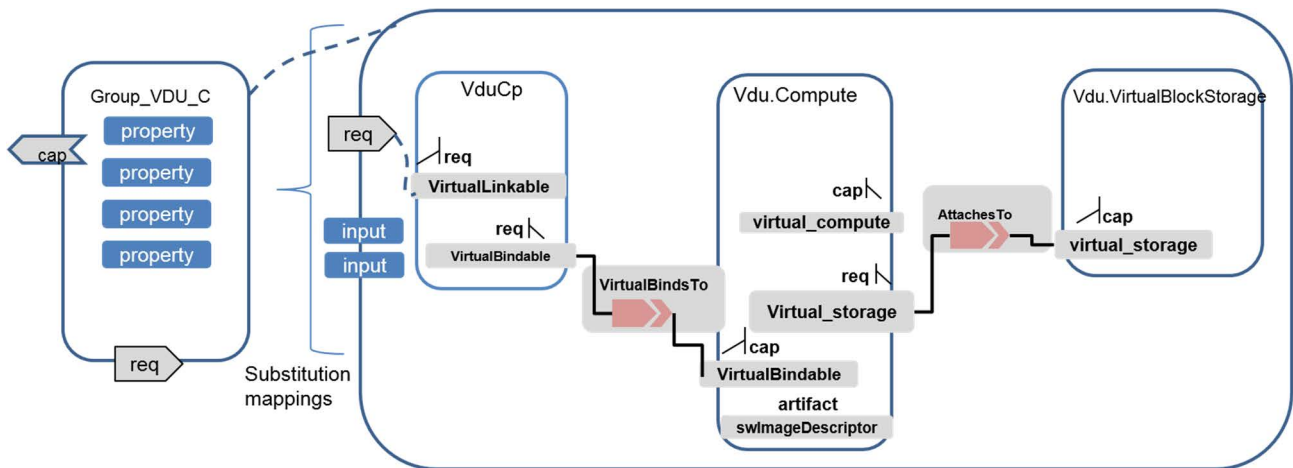 Group_VDU_C
property
property
property
property
cap
req
Substitution
mappings
req
input
input
VduCp
req
VirtualLinkable
req
VirtualBindable
VirtualBindsTo
Vdu.Compute
cap
virtual_compute
req
Virtual_storage
cap
VirtualBindable
artifact
swImageDescriptor
AttachesTo
Vdu.VirtualBlockStorage
cap
virtual_storage